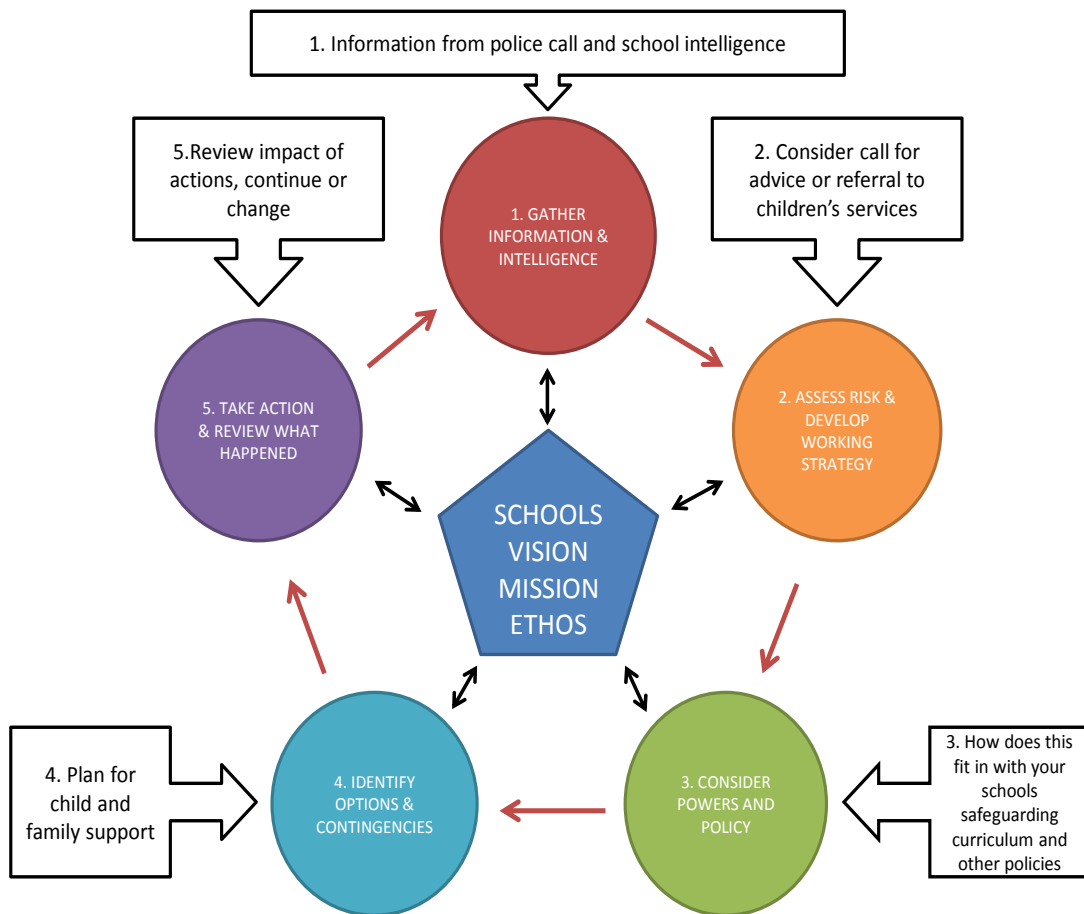 1. Information from police call and school intelligence
5.Review impact of
actions, continue or
change
2. Consider call for
advice or referral to
children’s services
1. GATHER
INFORMATION &
INTELLIGENCE
5. TAKE ACTION
& REVIEW WHAT
HAPPENED
2. ASSESS RISK &
DEVELOP
WORKING
STRATEGY
SCHOOLS
VISION
MISSION
ETHOS
4. Plan for
child and
family support
4. IDENTIFY
OPTIONS &
CONTINGENCIES
3. CONSIDER
POWERS AND
POLICY
3. How does this
fit in with your
schools
safeguarding
curriculum and
other policies